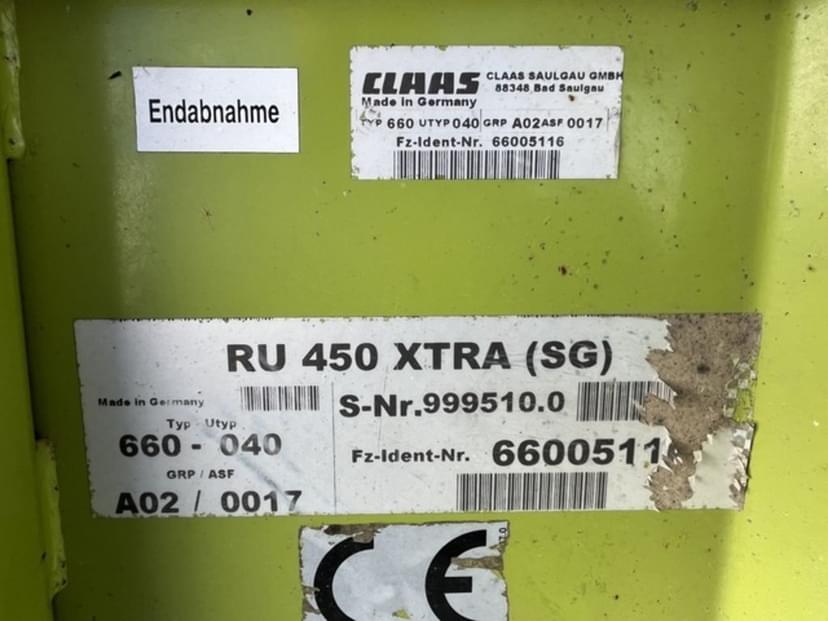 Endabnahme
CLAAS CLAAS SAULGAU GMBH
88348 Bad Saulgau
Made in Germany
TYP 660 UTYP 040 GRP A02 ASF 0017
Fz-Ident-Nr. 66005116
RU 450 XTRA (SG)
Made in Germany
S-Nr. 999510.0
Typ - Utyp
660 - 040
Fz-Ident-Nr. 6600511
GRP / ASF
A02 / 0017
CE